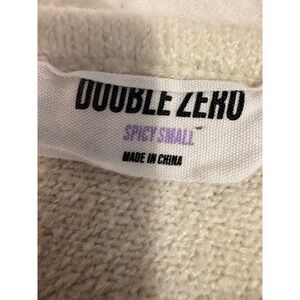 DOUBLE ZERO
SPICY SMALL
MADE IN CHINA